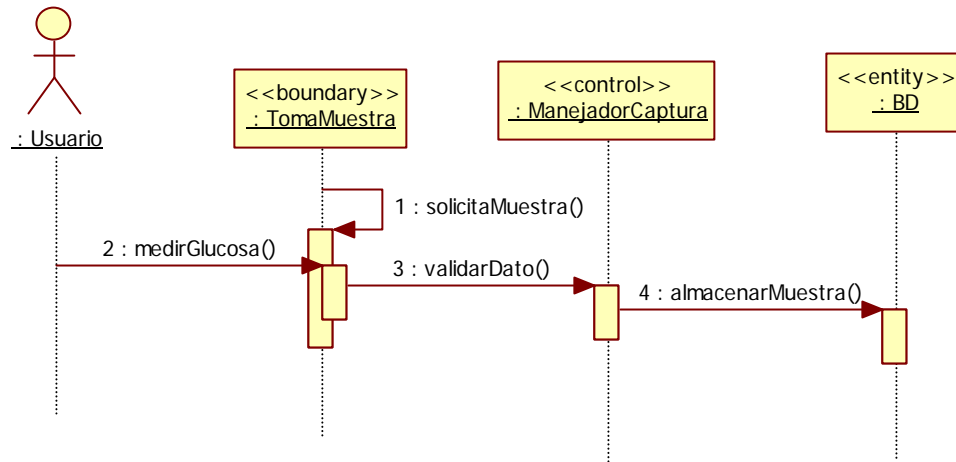 : Usuario
<<boundary>>
: TomaMuestra
<<control>>
: ManejadorCaptura
<<entity>>
: BD
1 : solicitaMuestra()
2 : medirGlucosa()
3 : validarDato()
4 : almacenarMuestra()